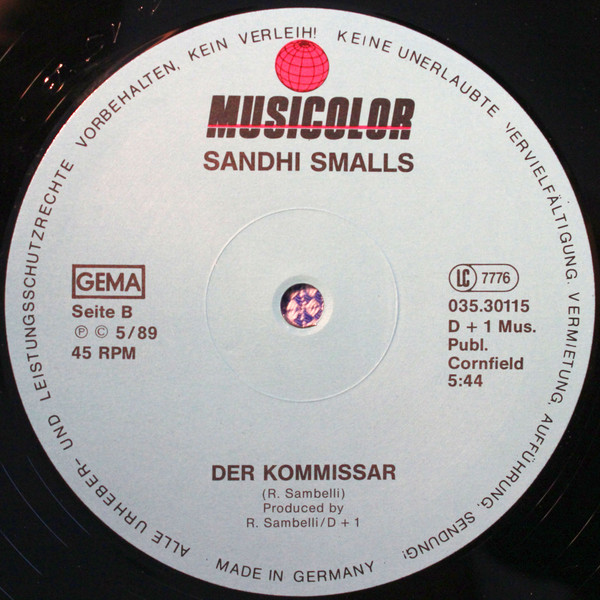 ALLE URHEBER- UND LEISTUNGSSCHUTZRECHTE VORBEHALTEN, KEIN VERLEIH! KEINE UNERLAUBTE VERVIELFÄLTIGUNG, VERMIETUNG, AUFFÜHRUNG, SENDUNG!
MUSICOLOR
SANDHI SMALLS
GEMA
Seite B
Ⓟ © 5/89
45 RPM
LC 7776
035.30115
D + 1 Mus.
Publ.
Cornfield
5:44
DER KOMMISSAR
(R. Sambelli)
Produced by
R. Sambelli/D + 1
MADE IN GERMANY